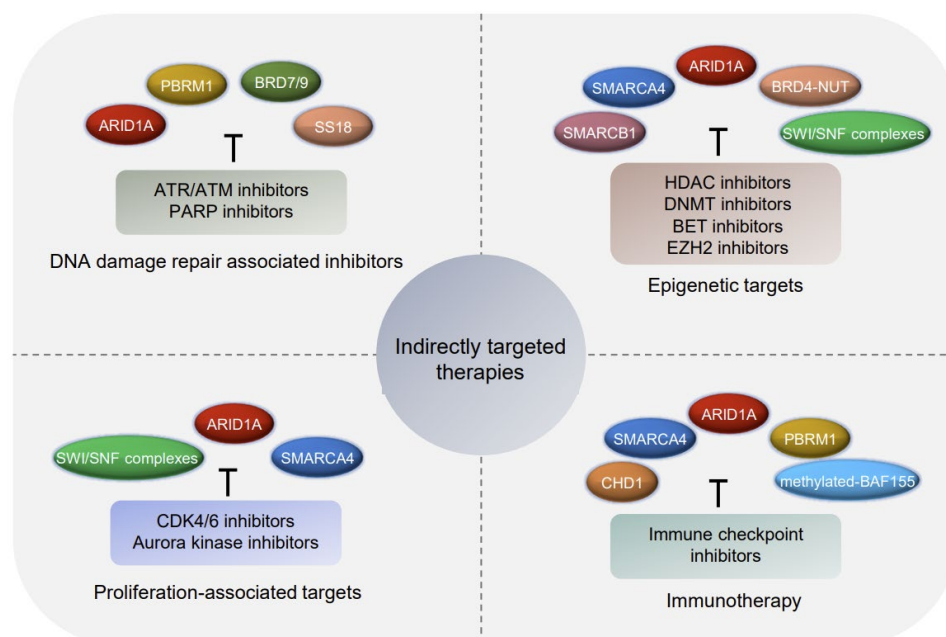 PBRM1
BRD7/9
ARID1A
SS18
ATR/ATM inhibitors
PARP inhibitors
DNA damage repair associated inhibitors
ARID1A
SMARCA4
BRD4-NUT
SMARCB1
SWI/SNF complexes
HDAC inhibitors
DNMT inhibitors
BET inhibitors
EZH2 inhibitors
Epigenetic targets
Indirectly targeted
therapies
ARID1A
SWI/SNF complexes
SMARCA4
CDK4/6 inhibitors
Aurora kinase inhibitors
Proliferation-associated targets
ARID1A
SMARCA4
PBRM1
CHD1
methylated-BAF155
Immune checkpoint
inhibitors
Immunotherapy